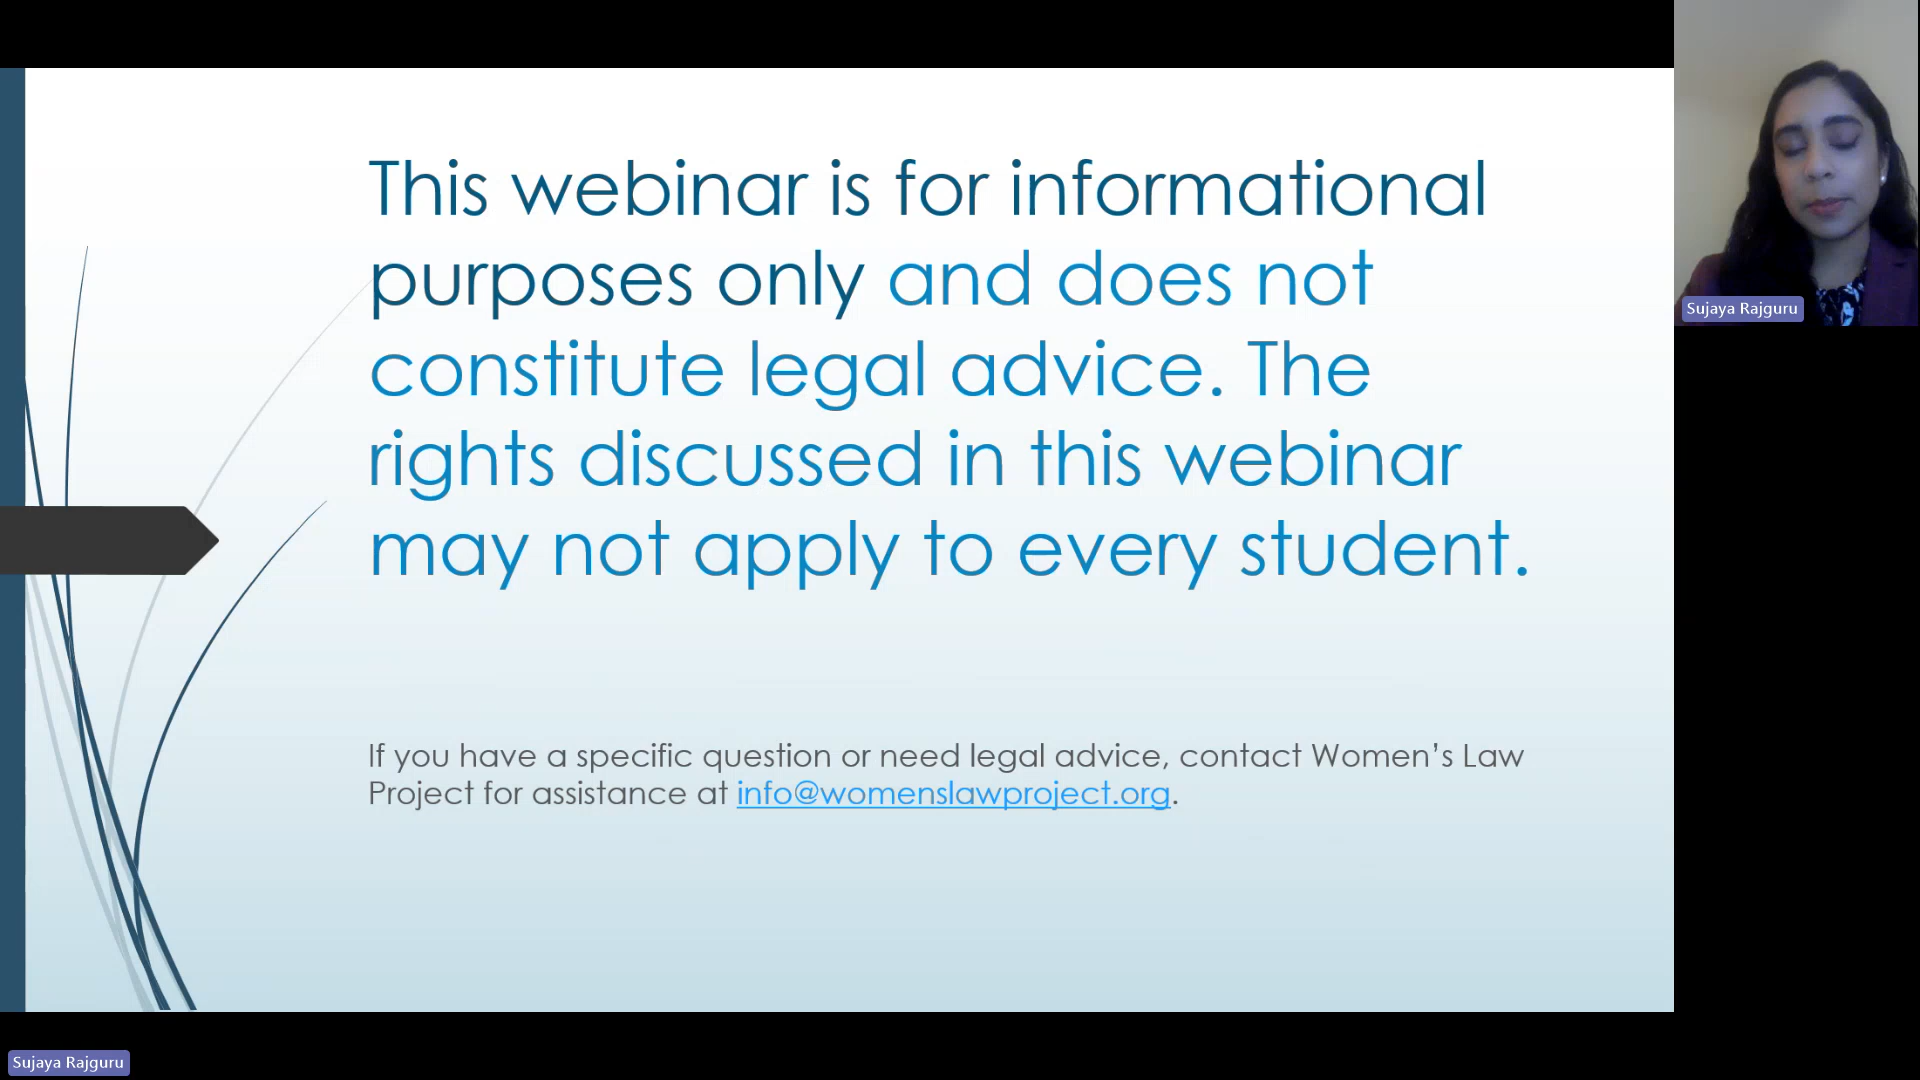 This webinar is for informational
purposes only and does not
constitute legal advice. The
rights discussed in this webinar
may not apply to every student.
If you have a specific question or need legal advice, contact Women’s Law
Project for assistance at info@womenslawproject.org.
Sujaya Rajguru
Sujaya Rajguru